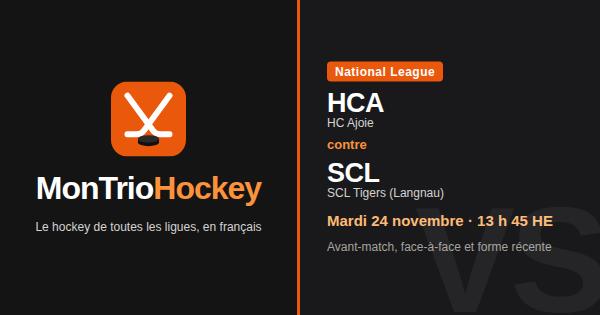 MonTrioHockey
Le hockey de toutes les ligues, en français
National League
HCA
HC Ajoie
contre
SCL
SCL Tigers (Langnau)
Mardi 24 novembre · 13 h 45 HE
Avant-match, face-à-face et forme récente
VS